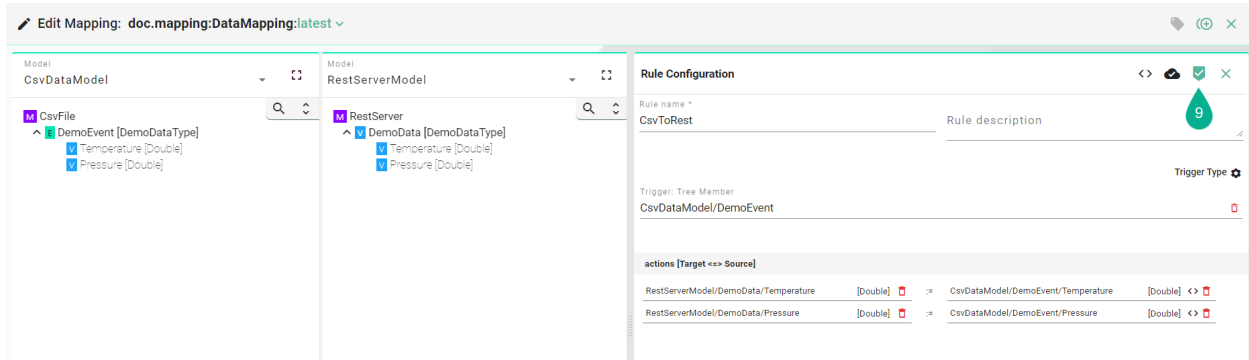 Edit Mapping: doc.mapping:DataMapping:latest
Model
CsvDataModel
M CsvFile
E DemoEvent [DemoDataType]
V Temperature [Double]
V Pressure [Double]
Model
RestServerModel
M RestServer
V DemoData [DemoDataType]
V Temperature [Double]
V Pressure [Double]
Rule Configuration
<>
9
Rule name *
CsvToRest
Rule description
Trigger Type
Trigger: Tree Member
CsvDataModel/DemoEvent
actions [Target <=> Source]
RestServerModel/DemoData/Temperature [Double] := CsvDataModel/DemoEvent/Temperature [Double] <>
RestServerModel/DemoData/Pressure [Double] := CsvDataModel/DemoEvent/Pressure [Double] <>